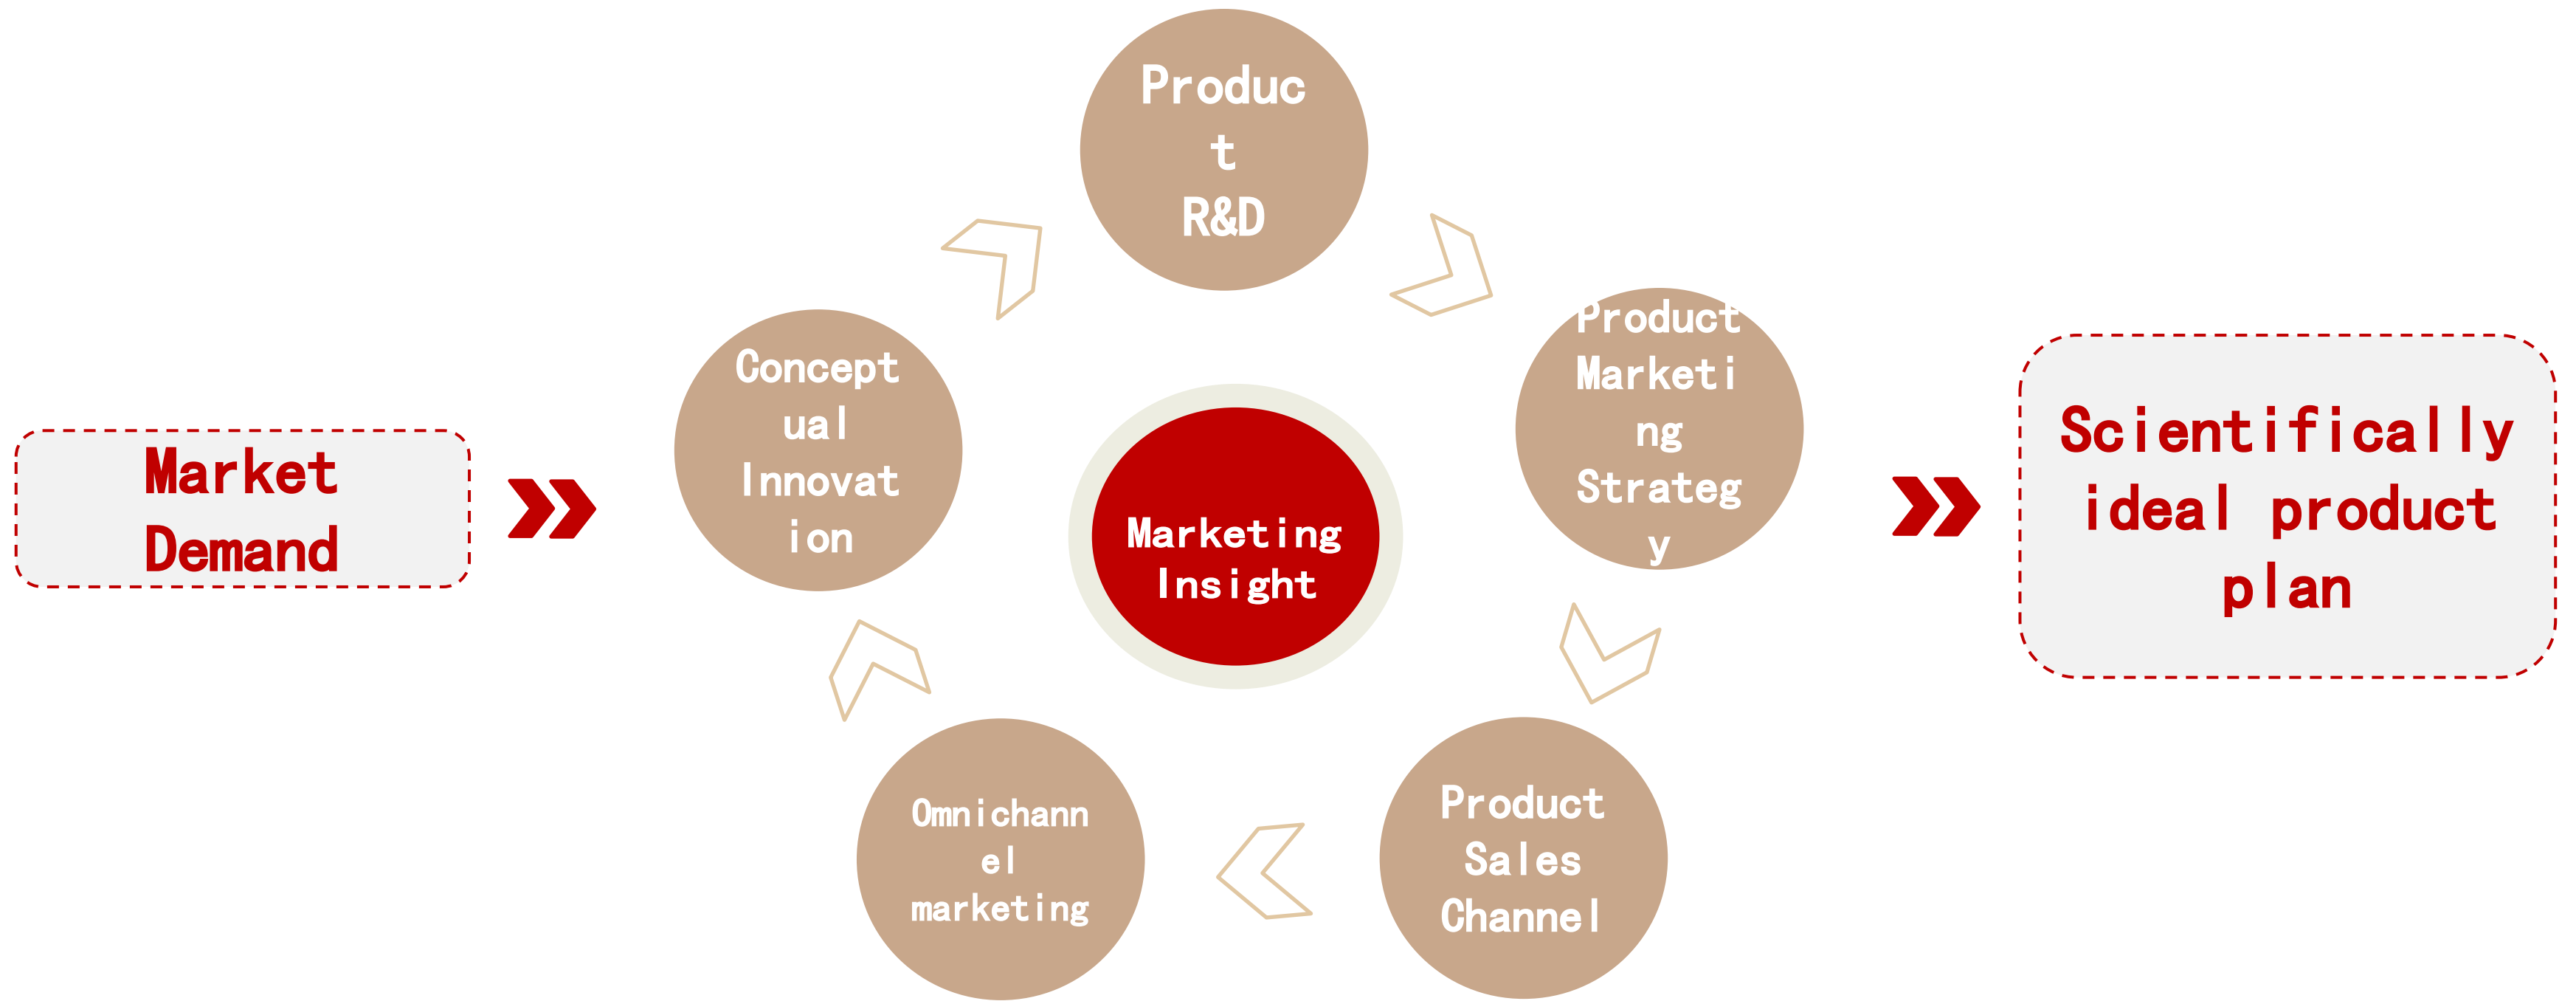 Market
Demand
Concept
ual
Innovat
ion
Produc
t
R&D
Product
Marketi
ng
Strateg
y
Product
Sales
Channel
Omnichann
el
marketing
Marketing
Insight
Scientifically
ideal product
plan